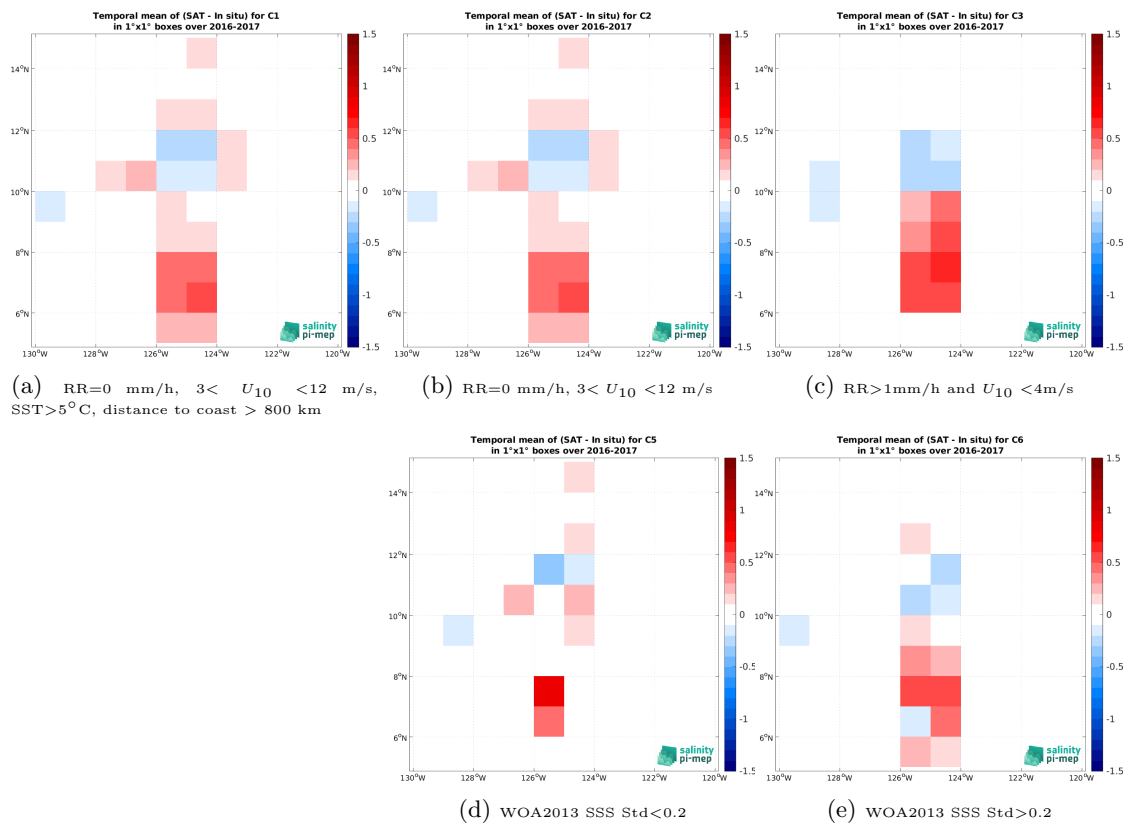 Temporal mean of (SAT - In situ) for C1
in 1°x1° boxes over 2016-2017
14°N
12°N
10°N
8°N
6°N
130°W 128°W 126°W 124°W 122°W 120°W
1.5
1
0.5
0
-0.5
-1
-1.5
salinity
pi-mep
(a) RR=0 mm/h, 3< U10 <12 m/s,
SST>5°C, distance to coast > 800 km
Temporal mean of (SAT - In situ) for C2
in 1°x1° boxes over 2016-2017
14°N
12°N
10°N
8°N
6°N
130°W 128°W 126°W 124°W 122°W 120°W
1.5
1
0.5
0
-0.5
-1
-1.5
salinity
pi-mep
(b) RR=0 mm/h, 3< U10 <12 m/s
Temporal mean of (SAT - In situ) for C3
in 1°x1° boxes over 2016-2017
14°N
12°N
10°N
8°N
6°N
130°W 128°W 126°W 124°W 122°W 120°W
1.5
1
0.5
0
-0.5
-1
-1.5
salinity
pi-mep
(c) RR>1mm/h and U10 <4m/s
Temporal mean of (SAT - In situ) for C5
in 1°x1° boxes over 2016-2017
14°N
12°N
10°N
8°N
6°N
130°W 128°W 126°W 124°W 122°W 120°W
1.5
1
0.5
0
-0.5
-1
-1.5
salinity
pi-mep
(d) WOA2013 SSS Std<0.2
Temporal mean of (SAT - In situ) for C6
in 1°x1° boxes over 2016-2017
14°N
12°N
10°N
8°N
6°N
130°W 128°W 126°W 124°W 122°W 120°W
1.5
1
0.5
0
-0.5
-1
-1.5
salinity
pi-mep
(e) WOA2013 SSS Std>0.2